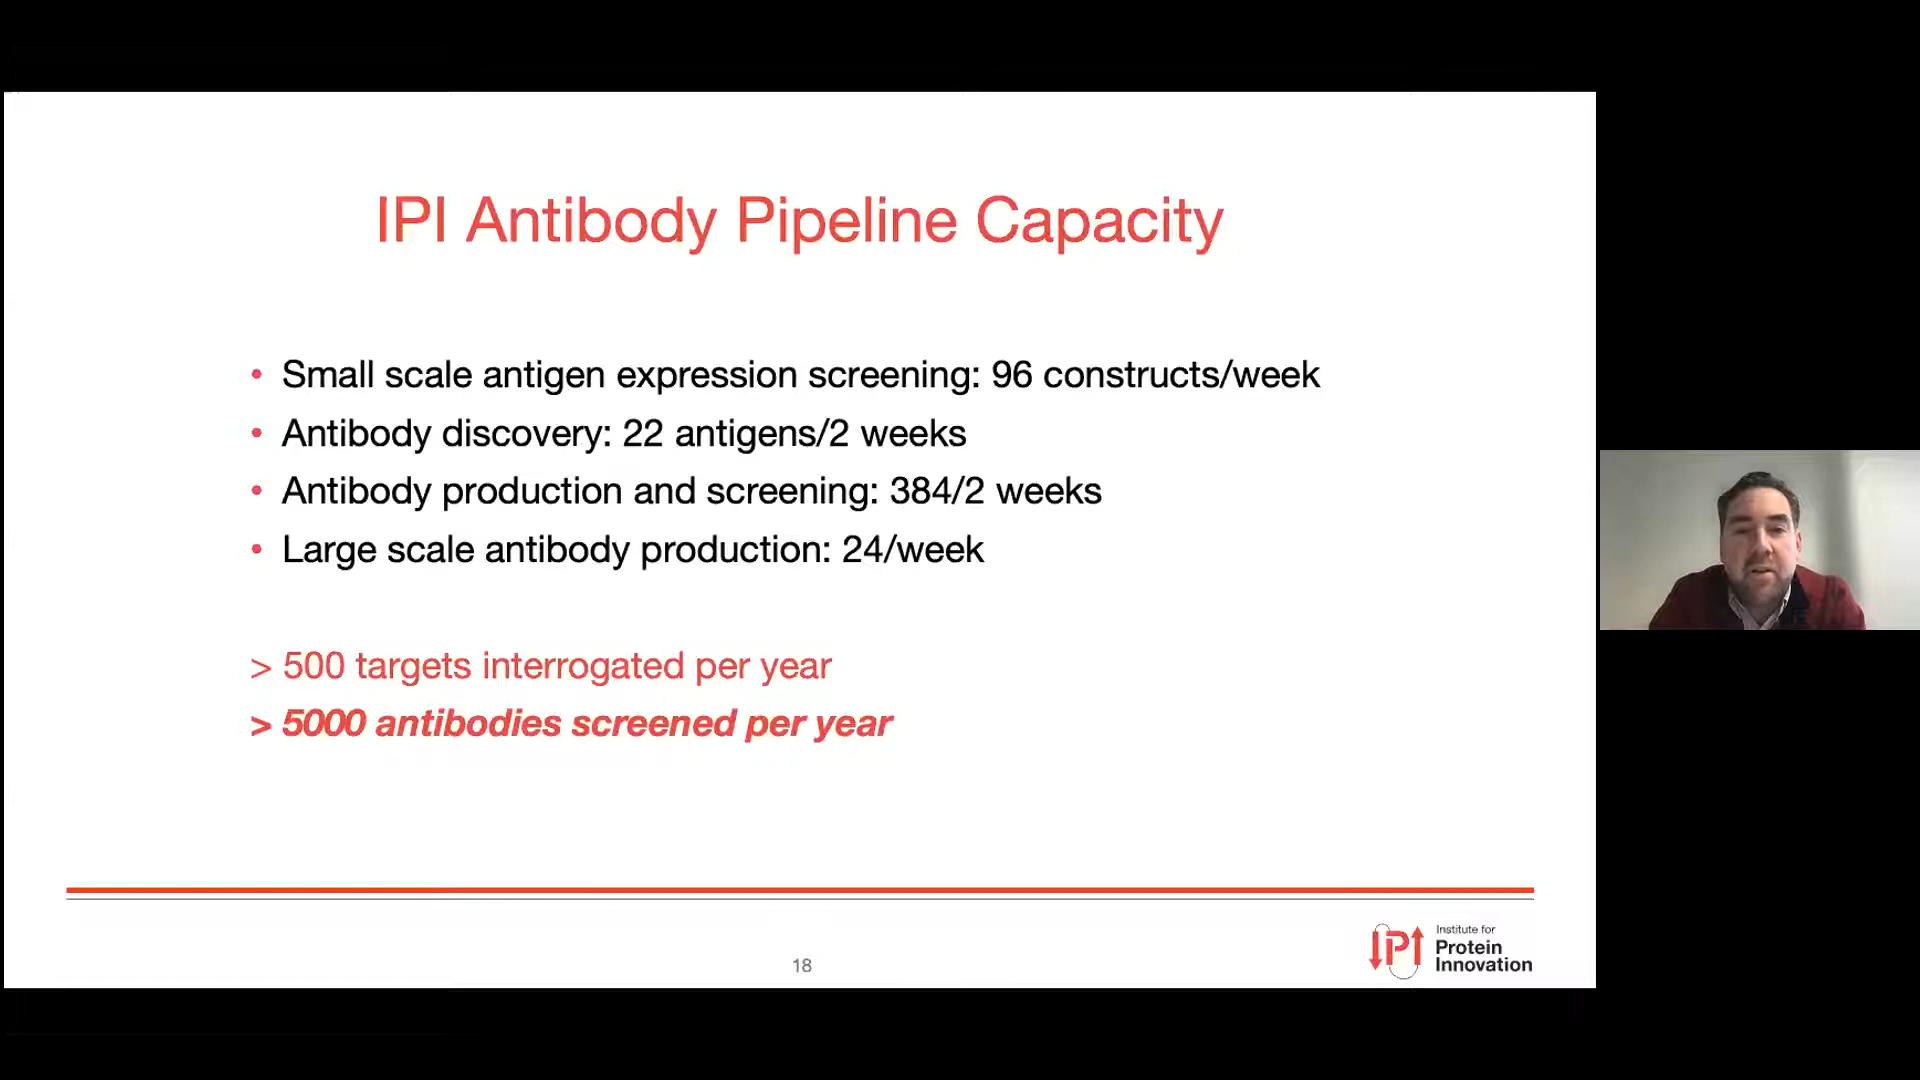 IPI Antibody Pipeline Capacity
• Small scale antigen expression screening: 96 constructs/week
• Antibody discovery: 22 antigens/2 weeks
• Antibody production and screening: 384/2 weeks
• Large scale antibody production: 24/week
> 500 targets interrogated per year
> 5000 antibodies screened per year
18
IPI
Institute for
Protein
Innovation